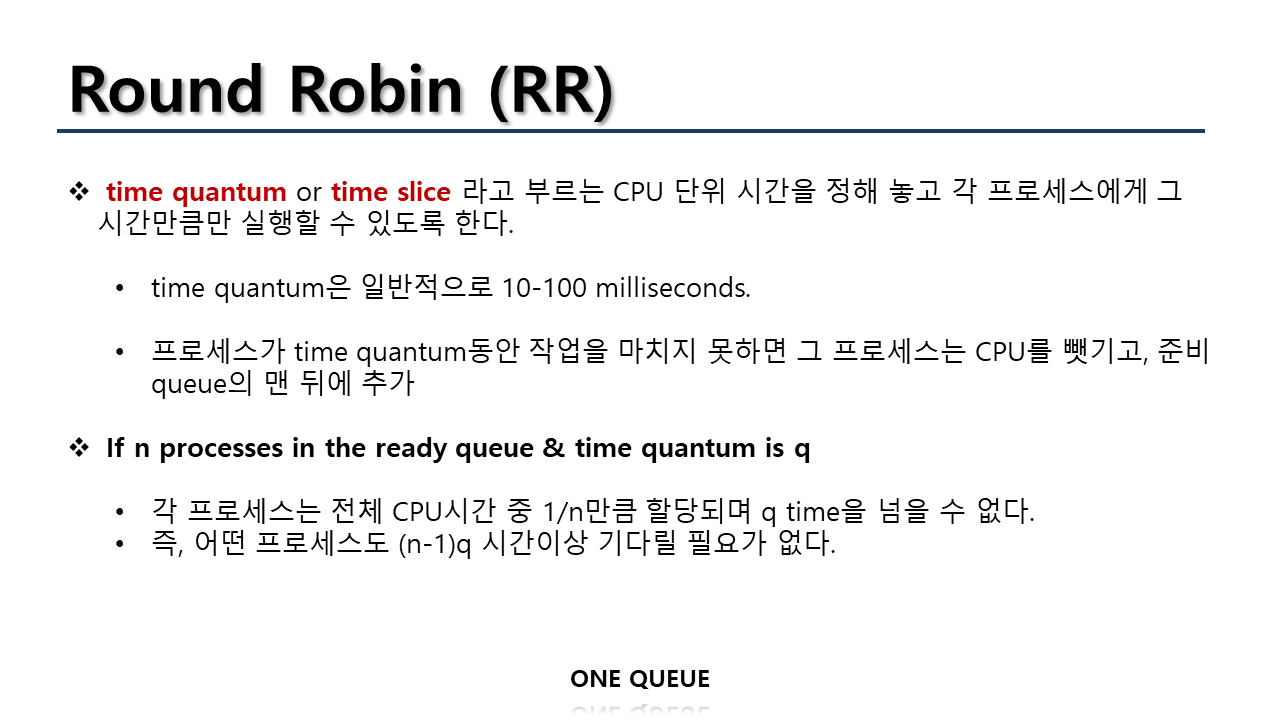 Round Robin (RR)
❖ time quantum or time slice 라고 부르는 CPU 단위 시간을 정해 놓고 각 프로세스에게 그
시간만큼만 실행할 수 있도록 한다.
• time quantum은 일반적으로 10-100 milliseconds.
• 프로세스가 time quantum동안 작업을 마치지 못하면 그 프로세스는 CPU를 뺏기고, 준비
queue의 맨 뒤에 추가
❖ If n processes in the ready queue & time quantum is q
• 각 프로세스는 전체 CPU시간 중 1/n만큼 할당되며 q time을 넘을 수 없다.
• 즉, 어떤 프로세스도 (n-1)q 시간이상 기다릴 필요가 없다.
ONE QUEUE